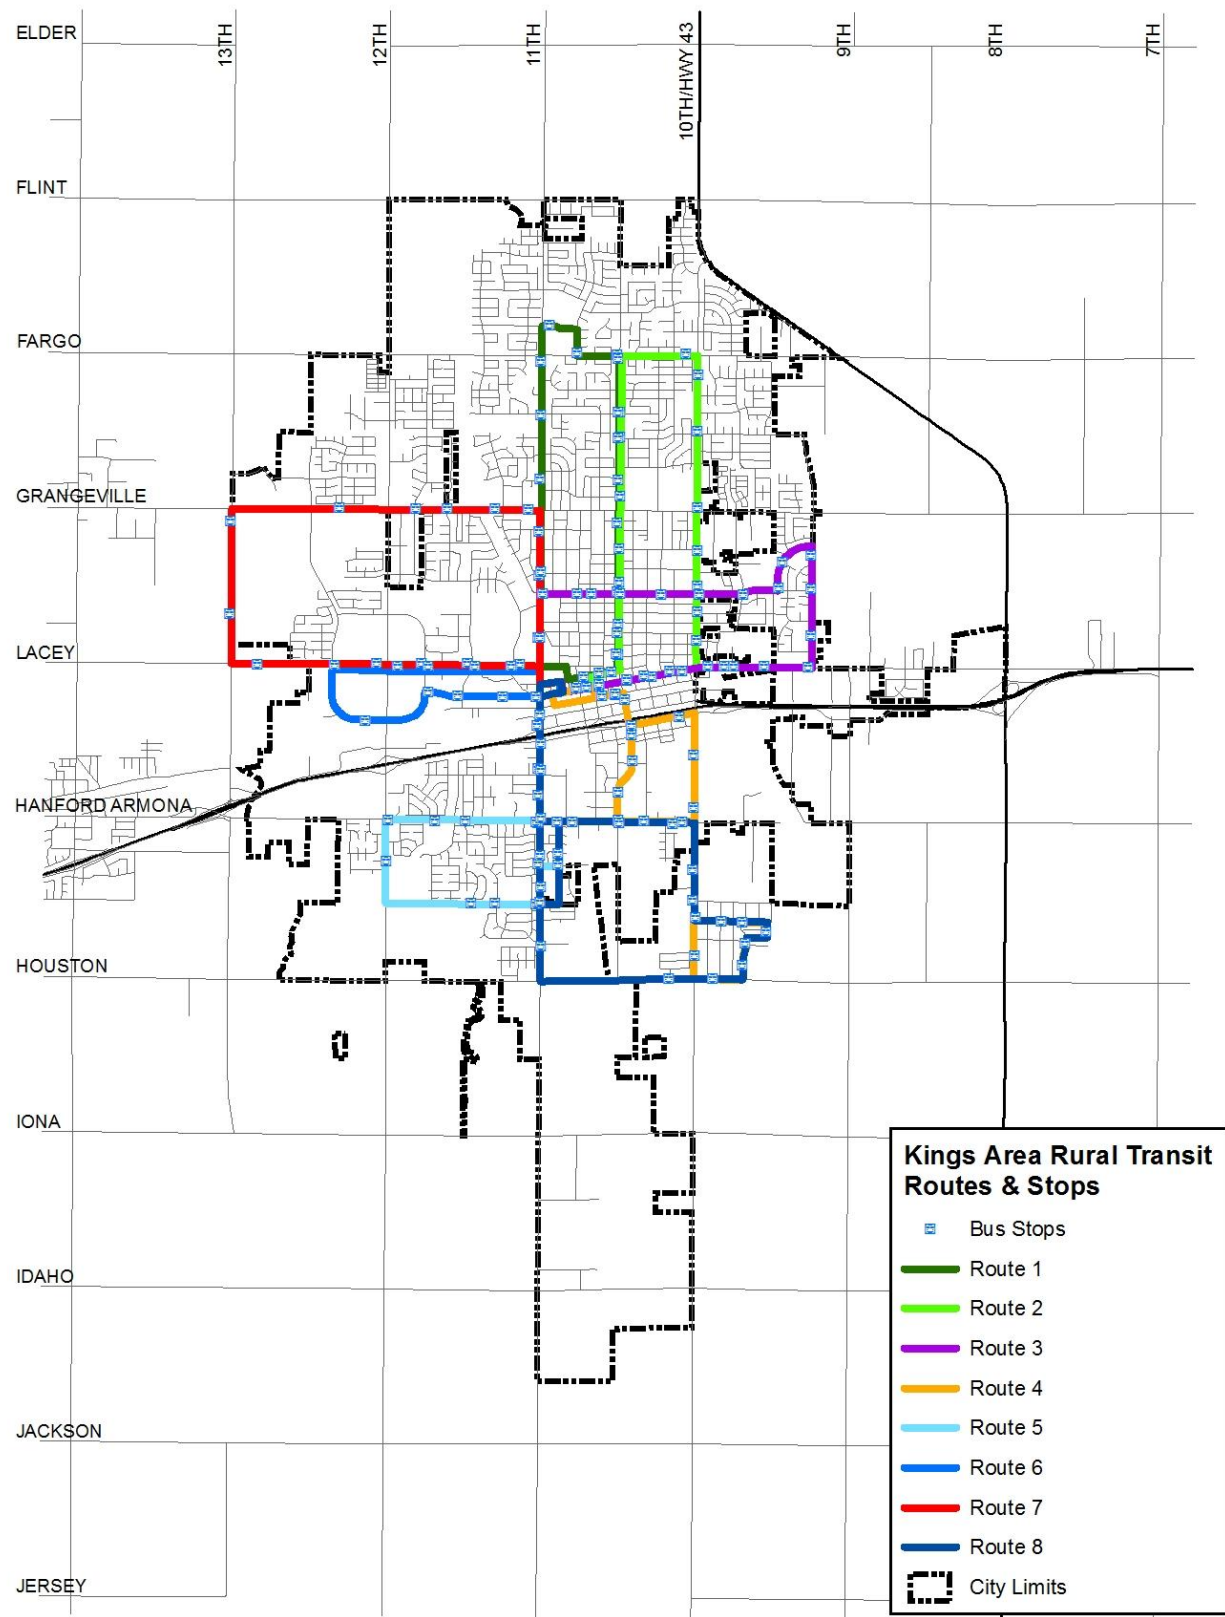 ELDER
13TH
12TH
11TH
10TH/HWY 43
9TH
8TH
7TH
FLINT
FARGO
GRANGEVILLE
LACEY
HANFORD ARMONA
HOUSTON
IONA
IDAHO
JACKSON
JERSEY
Kings Area Rural Transit
Routes & Stops
Bus Stops
Route 1
Route 2
Route 3
Route 4
Route 5
Route 6
Route 7
Route 8
City Limits